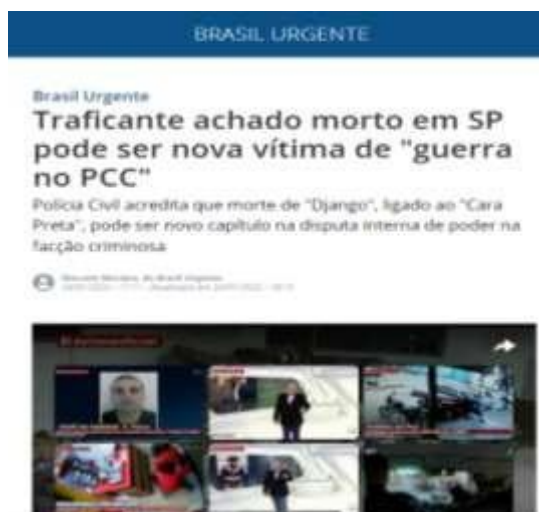 BRASIL URGENTE
Brasil Urgente
Traficante achado morto em SP
pode ser nova vítima de "guerra
no PCC"
Polícia Civil acredita que morte de "Django", ligado ao "Cara
Preta", pode ser novo capítulo na disputa interna de poder na
facção criminosa